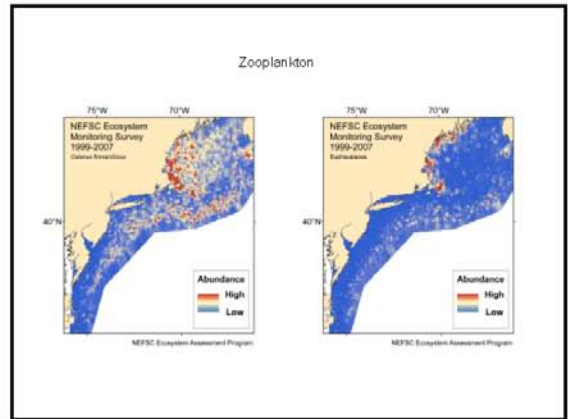 Zooplankton
75°W 70°W
NEFSC Ecosystem
Monitoring Survey
1999-2007
Calanus finmarchicus
40°N
Abundance
High
Low
NEFSC Ecosystem Assessment Program
75°W 70°W
NEFSC Ecosystem
Monitoring Survey
1999-2007
Euphausiacea
40°N
Abundance
High
Low
NEFSC Ecosystem Assessment Program